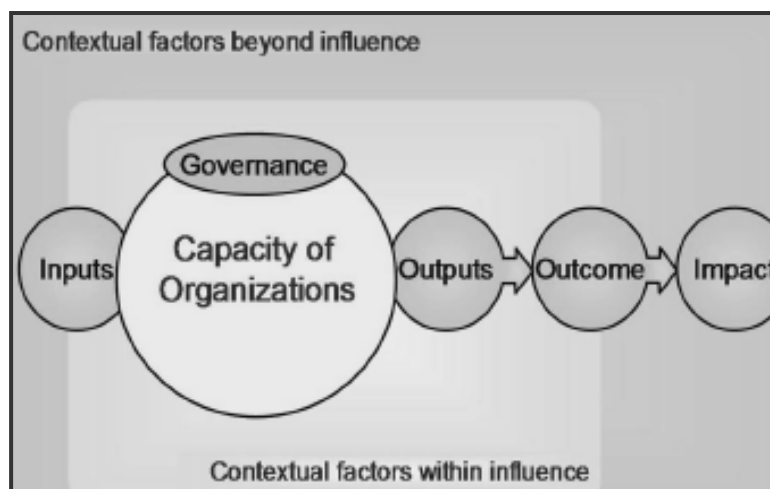 Contextual factors beyond influence
Governance
Capacity of
Organizations
Inputs
Outputs
Outcome
Impact
Contextual factors within influence